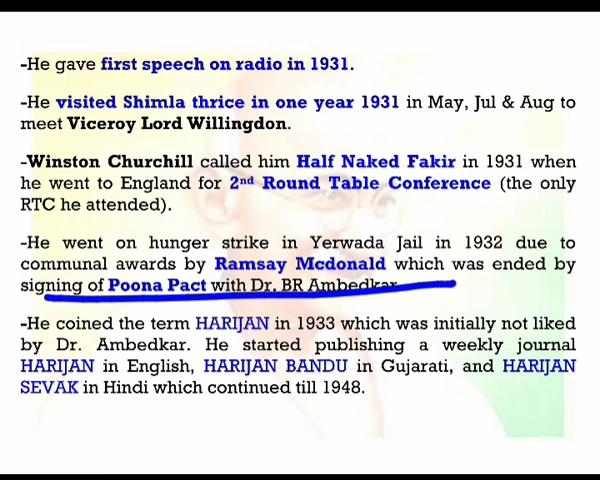 -He gave first speech on radio in 1931.
-He visited Shimla thrice in one year 1931 in May, Jul & Aug to
meet Viceroy Lord Willingdon.
-Winston Churchill called him Half Naked Fakir in 1931 when
he went to England for 2nd Round Table Conference (the only
RTC he attended).
-He went on hunger strike in Yerwada Jail in 1932 due to
communal awards by Ramsay Mcdonald which was ended by
signing of Poona Pact with Dr. BR Ambedkar
-He coined the term HARIJAN in 1933 which was initially not liked
by Dr. Ambedkar. He started publishing a weekly journal
HARIJAN in English, HARIJAN BANDU in Gujarati, and HARIJAN
SEVAK in Hindi which continued till 1948.